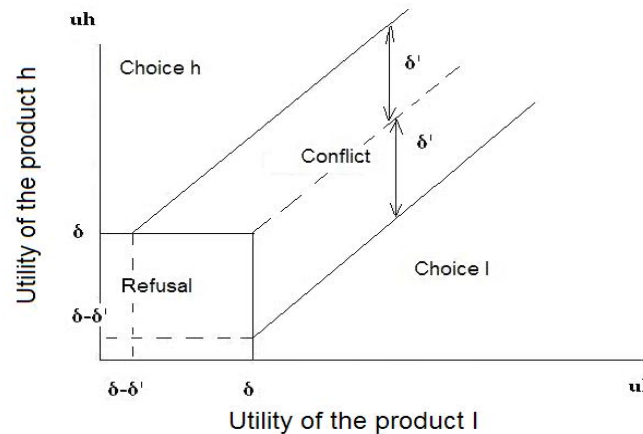 uh
Choice h
δ'
Conflict
δ'
Utility of the product h
δ
Refusal
Choice l
δ-δ'
δ-δ'
δ
Utility of the product l